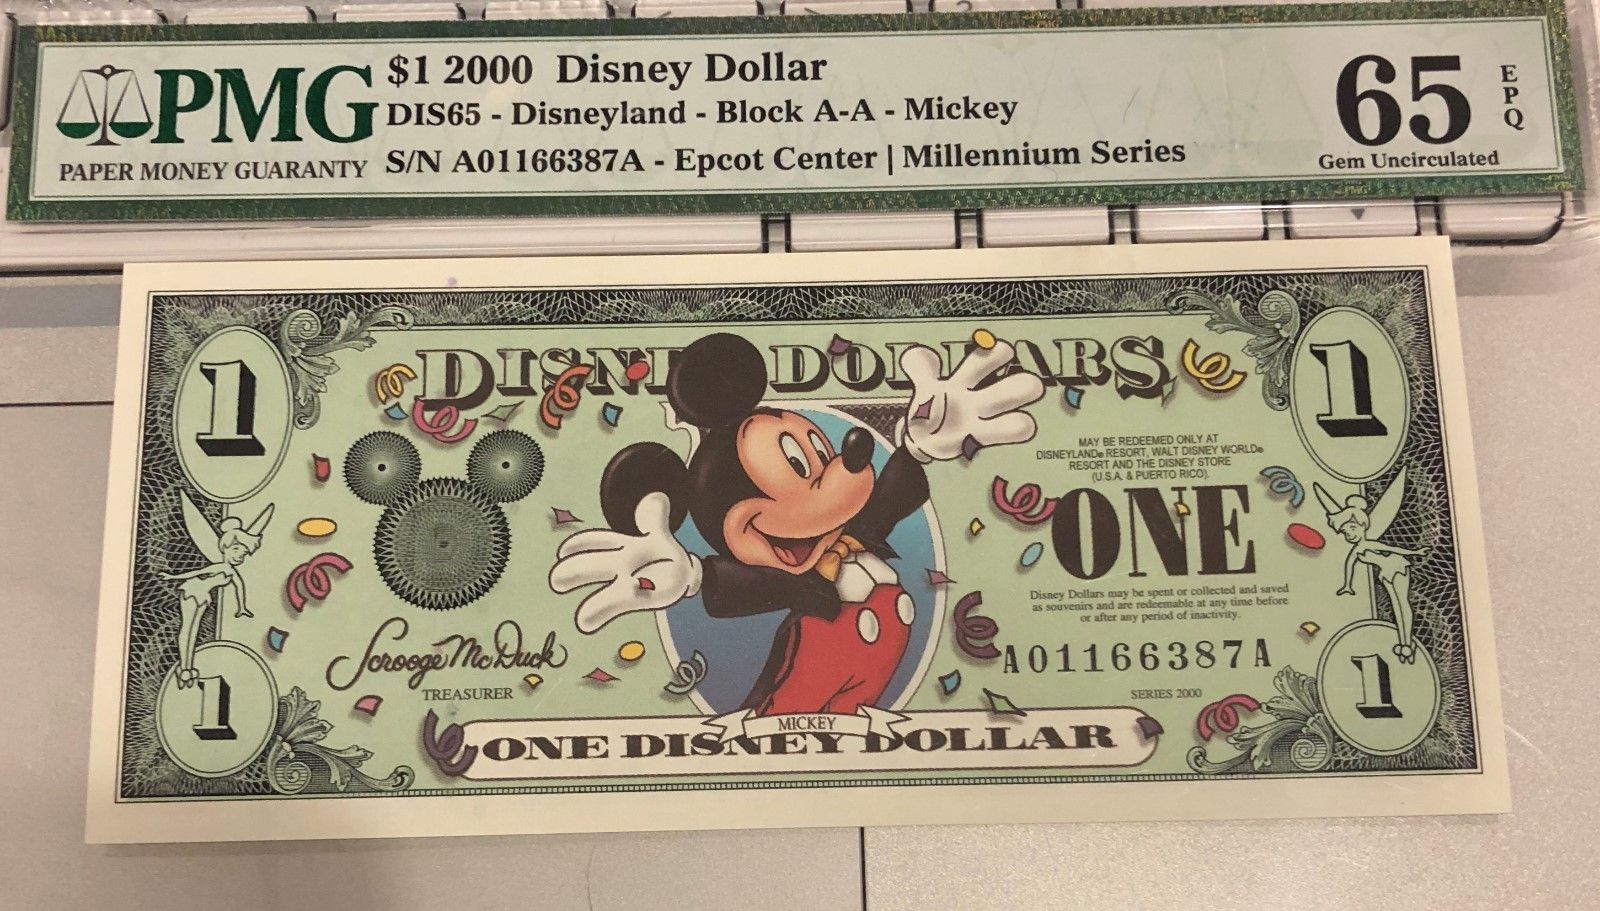 PMG
PAPER MONEY GUARANTY
$1 2000 Disney Dollar
DIS65 - Disneyland - Block A-A - Mickey
S/N A01166387A - Epcot Center | Millennium Series
65
EPQ
Gem Uncirculated
PMG
1
DISNEY DOLLARS
1
MAY BE REDEEMED ONLY AT
DISNEYLAND® RESORT, WALT DISNEY WORLD®
RESORT AND THE DISNEY STORE
(U.S.A. & PUERTO RICO).
ONE
Disney Dollars may be spent or collected and saved
as souvenirs and are redeemable at any time before
or after any period of inactivity.
A01166387A
SERIES 2000
Scrooge McDuck
TREASURER
1
MICKEY
ONE DISNEY DOLLAR
1